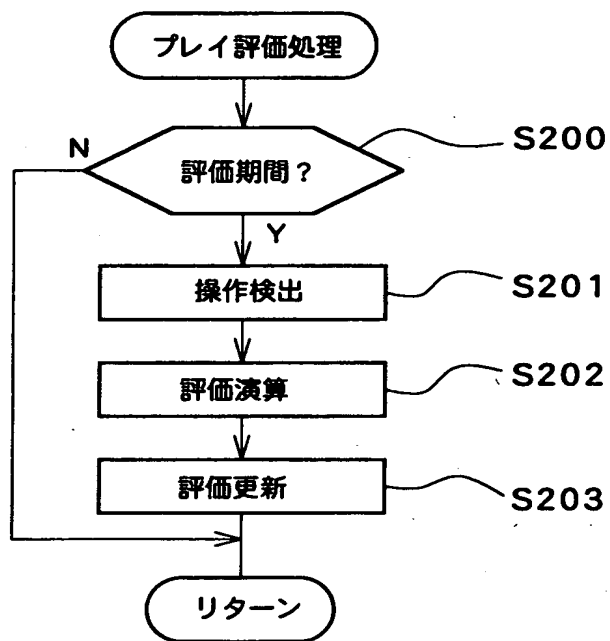 プレイ評価処理
N
評価期間？
S200
Y
操作検出
S201
評価演算
S202
評価更新
S203
リターン